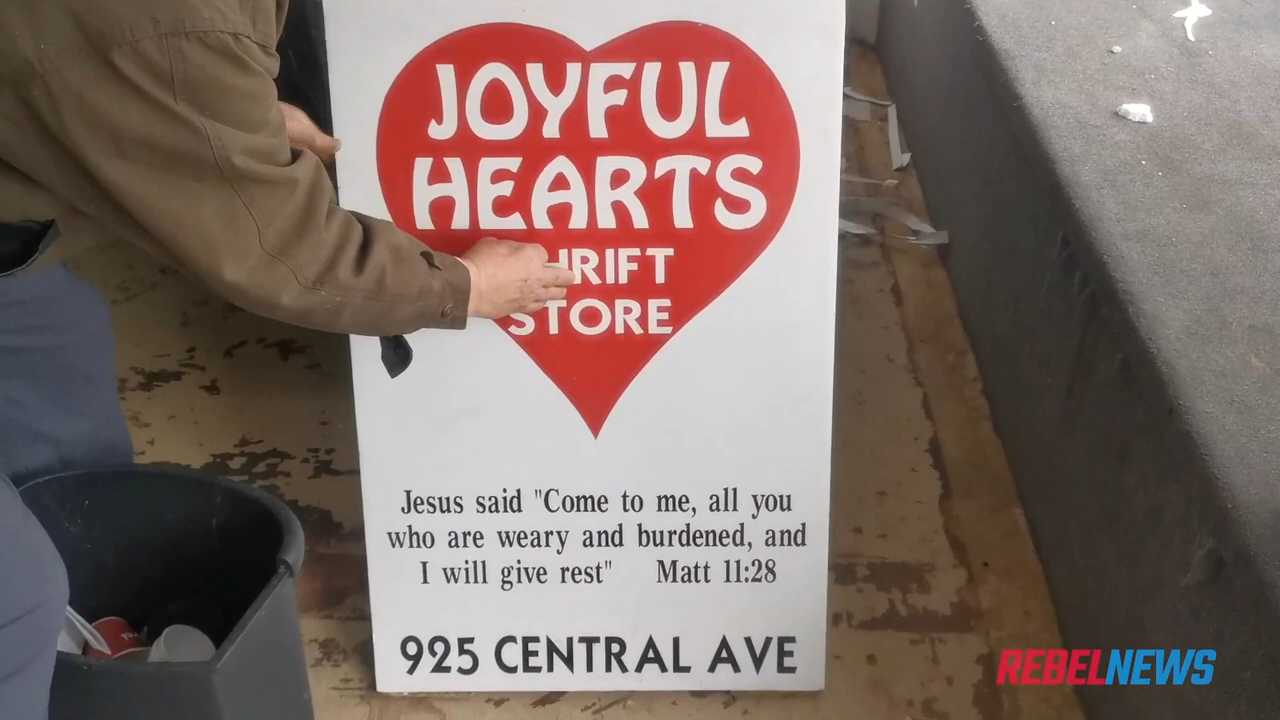 JOYFUL
HEARTS
THRIFT
STORE
Jesus said "Come to me, all you
who are weary and burdened, and
I will give rest" Matt 11:28
925 CENTRAL AVE
REBELNEWS